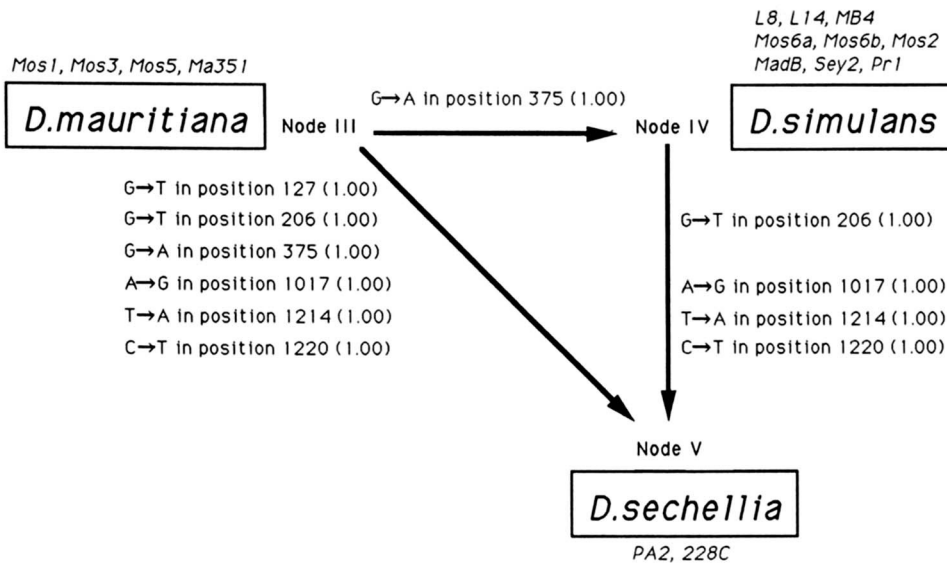 L8, L14, MB4
Mos6a, Mos6b, Mos2
MadB, Sey2, Pr1
Mos1, Mos3, Mos5, Ma351
D.mauritiana
Node III
G→A in position 375 (1.00)
Node IV
D.simulans
G→T in position 127 (1.00)
G→T in position 206 (1.00)
G→A in position 375 (1.00)
A→G in position 1017 (1.00)
T→A in position 1214 (1.00)
C→T in position 1220 (1.00)
G→T in position 206 (1.00)
A→G in position 1017 (1.00)
T→A in position 1214 (1.00)
C→T in position 1220 (1.00)
Node V
D.sechellia
PA2, 228C